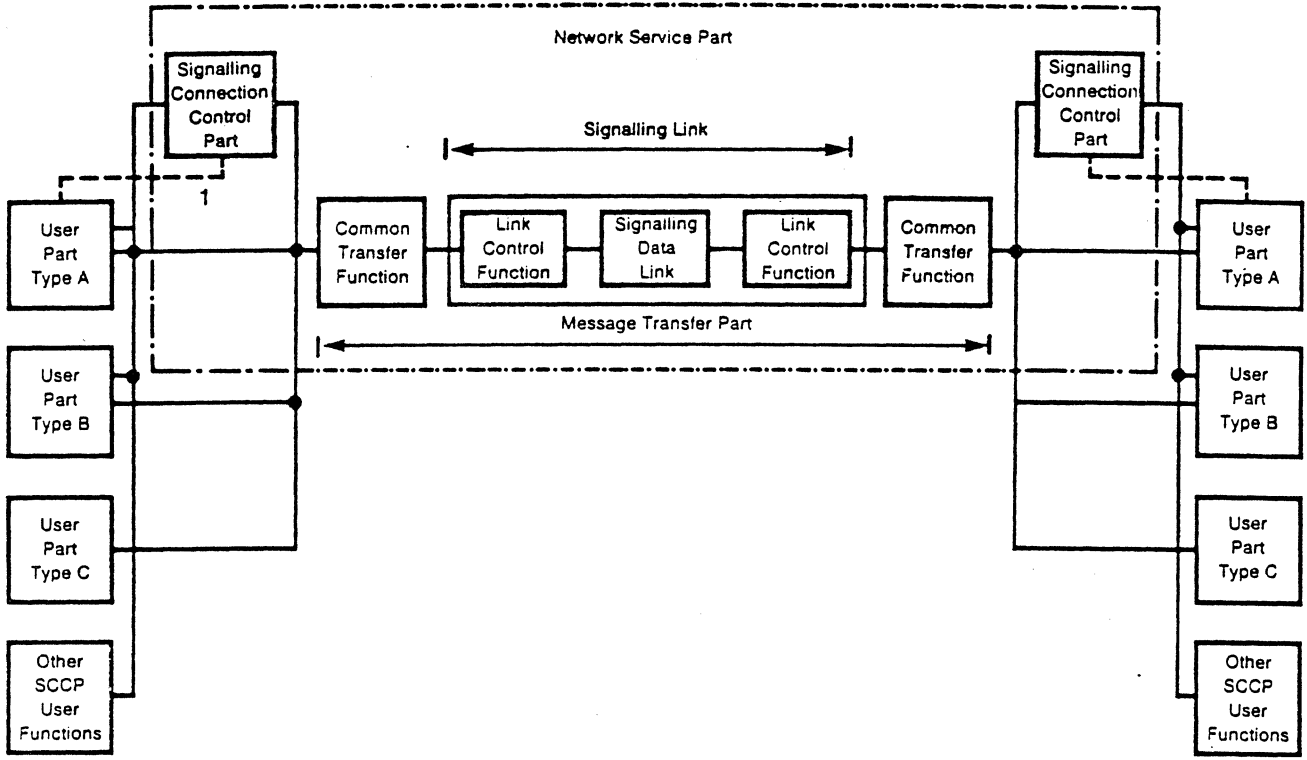 Network Service Part
Signalling
Connection
Control
Part
Signalling
Connection
Control
Part
Signalling Link
1
User
Part
Type A
Common
Transfer
Function
Link
Control
Function
Signalling
Data
Link
Link
Control
Function
Common
Transfer
Function
User
Part
Type A
Message Transfer Part
User
Part
Type B
User
Part
Type B
User
Part
Type C
User
Part
Type C
Other
SCCP
User
Functions
Other
SCCP
User
Functions